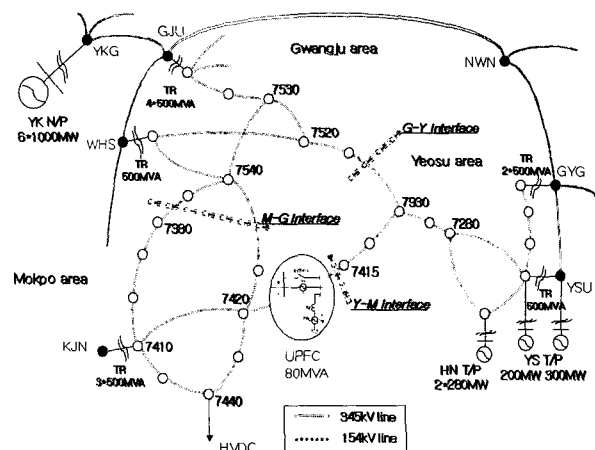 GJU
YKG
Gwangju area
NWN
TR
4*500MVA
7530
YK N/P
6*1000MW
7520
G-Y Interface
WHS
TR
500MVA
Yeosu area
TR
2*500MVA
GYG
7540
7930
M-G Interface
7380
7280
7415
Mokpo area
7420
Y-M Interface
YSU
TR
500MVA
KJN
7410
TR
3*500MVA
UPFC
80MVA
HN T/P
2*280MW
YS T/P
200MW 300MW
7440
345kV line
154kV line
HVDC